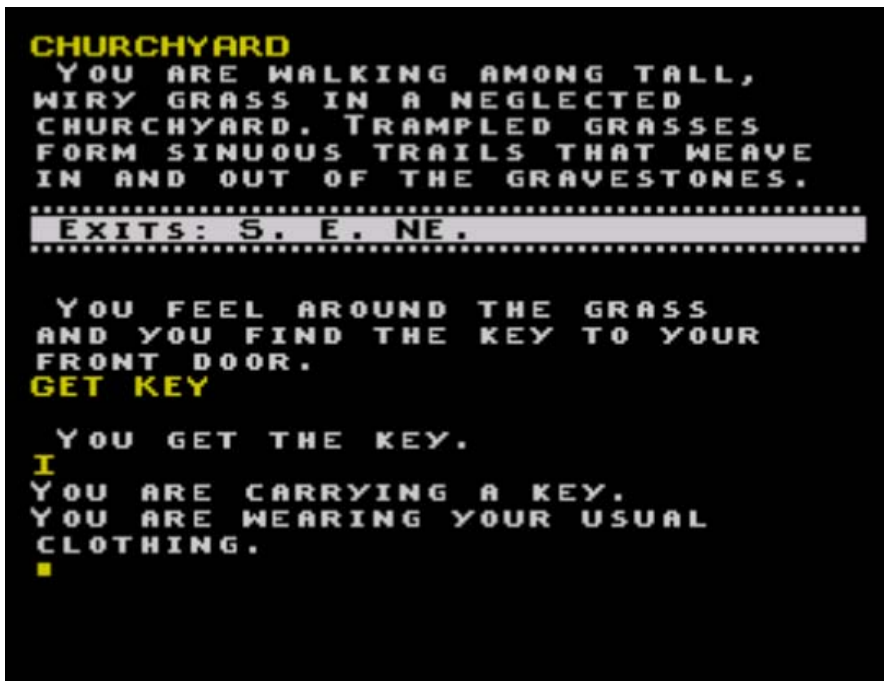 CHURCHYARD
YOU ARE WALKING AMONG TALL,
WIRY GRASS IN A NEGLECTED
CHURCHYARD. TRAMPLED GRASSES
FORM SINUOUS TRAILS THAT WEAVE
IN AND OUT OF THE GRAVESTONES.
EXITS: S. E. NE.
YOU FEEL AROUND THE GRASS
AND YOU FIND THE KEY TO YOUR
FRONT DOOR.
GET KEY
YOU GET THE KEY.
I
YOU ARE CARRYING A KEY.
YOU ARE WEARING YOUR USUAL
CLOTHING.